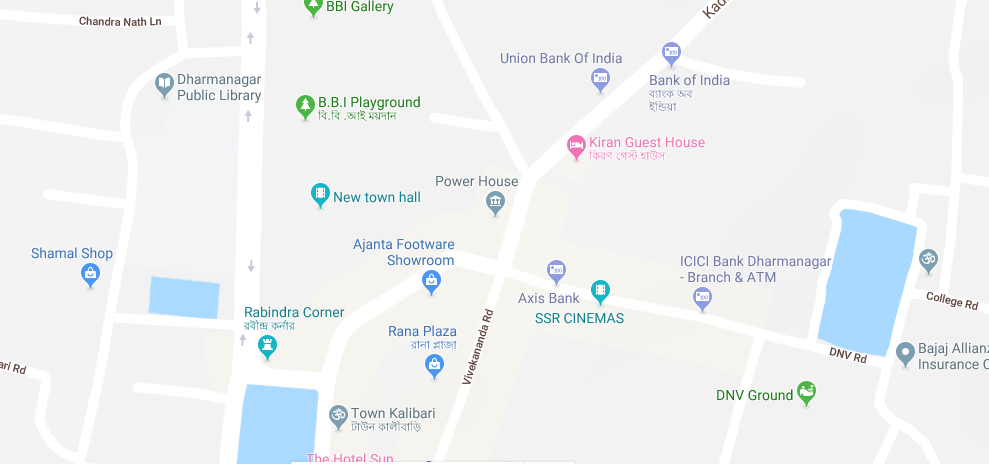 BBI Gallery
Chandra Nath Ln
Union Bank Of India
Bank of India
ব্যাংক অব
ইন্ডিয়া
Dharmanagar
Public Library
B.B.I Playground
বি.বি .আই ময়দান
Kiran Guest House
কিরণ গেস্ট হাউস
Power House
New town hall
Ajanta Footware
Showroom
Shamal Shop
ICICI Bank Dharmanagar
- Branch & ATM
Axis Bank
SSR CINEMAS
College Rd
Rabindra Corner
রবীন্দ্র কর্নার
Rana Plaza
রানা প্লাজা
Vivekananda Rd
DNV Rd
Bajaj Allianz
Insurance C
DNV Ground
Town Kalibari
টাউন কালীবাড়ি
The Hotel Sun